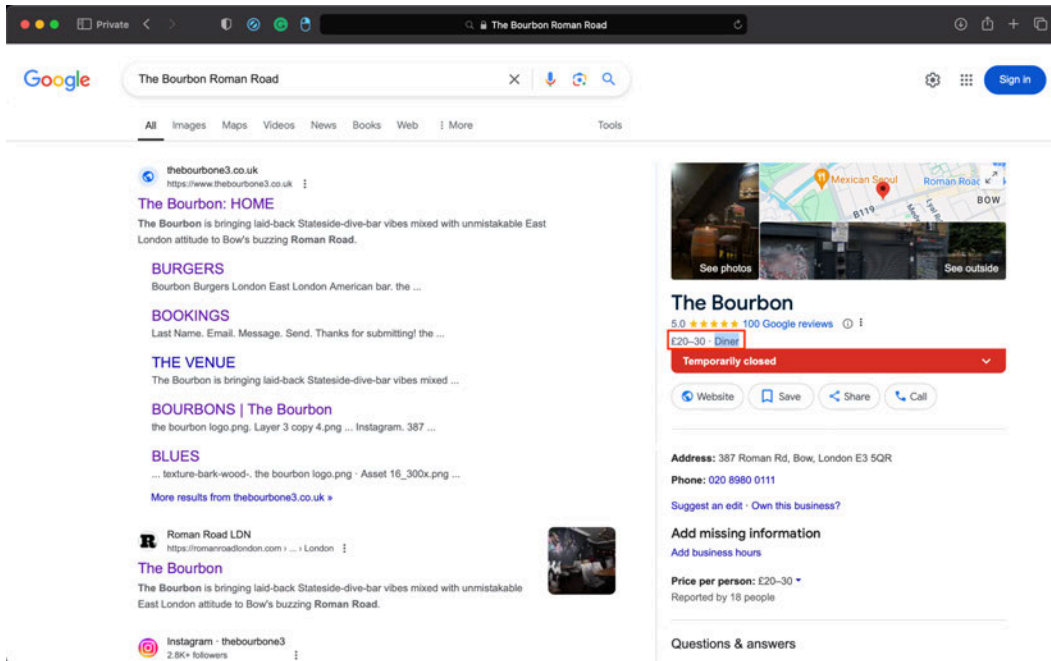 Private
The Bourbon Roman Road
Google
The Bourbon Roman Road
Sign in
All Images Maps Videos News Books Web More Tools
thebourbone3.co.uk
https://www.thebourbone3.co.uk
The Bourbon: HOME
The Bourbon is bringing laid-back Stateside-dive-bar vibes mixed with unmistakable East
London attitude to Bow's buzzing Roman Road.
BURGERS
Bourbon Burgers London East London American bar. the ...
BOOKINGS
Last Name. Email. Message. Send. Thanks for submitting! the ...
THE VENUE
The Bourbon is bringing laid-back Stateside-dive-bar vibes mixed ...
BOURBONS | The Bourbon
the bourbon logo.png. Layer 3 copy 4.png ... Instagram. 387 ...
BLUES
... texture-bark-wood-. the bourbon logo.png · Asset 16_300x.png ...
More results from thebourbone3.co.uk »
R
Roman Road LDN
https://romanroadlondon.com › ... › London
The Bourbon
The Bourbon is bringing laid-back Stateside-dive-bar vibes mixed with unmistakable
East London attitude to Bow's buzzing Roman Road.
Instagram · thebourbone3
2.8K+ followers
Mexican Seoul
Roman Road
BOW
B119
Lyal Rd
See photos
See outside
The Bourbon
5.0 ★★★★★ 100 Google reviews
£20–30 · Diner
Temporarily closed
Website Save Share Call
Address: 387 Roman Rd, Bow, London E3 5QR
Phone: 020 8980 0111
Suggest an edit · Own this business?
Add missing information
Add business hours
Price per person: £20–30
Reported by 18 people
Questions & answers